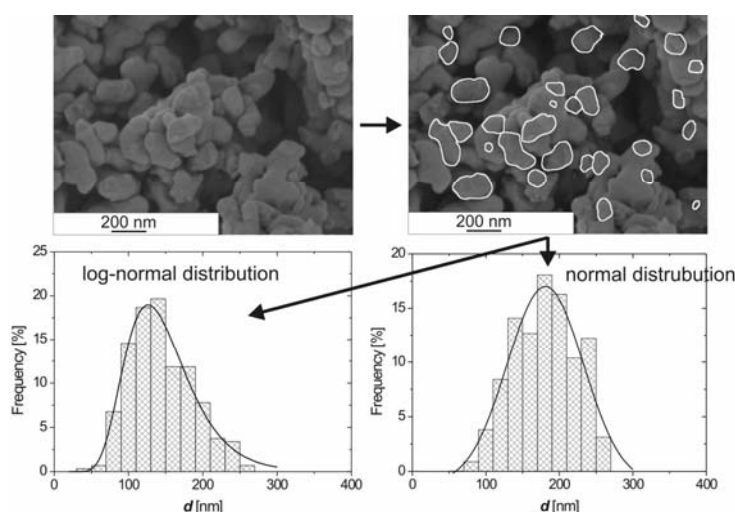 200 nm
200 nm
25
20
15
10
5
0
Frequency [%]
log-normal distribution
0 100 200 300 400
d [nm]
20
15
10
5
0
Frequency [%]
normal distrubution
0 100 200 300 400
d [nm]